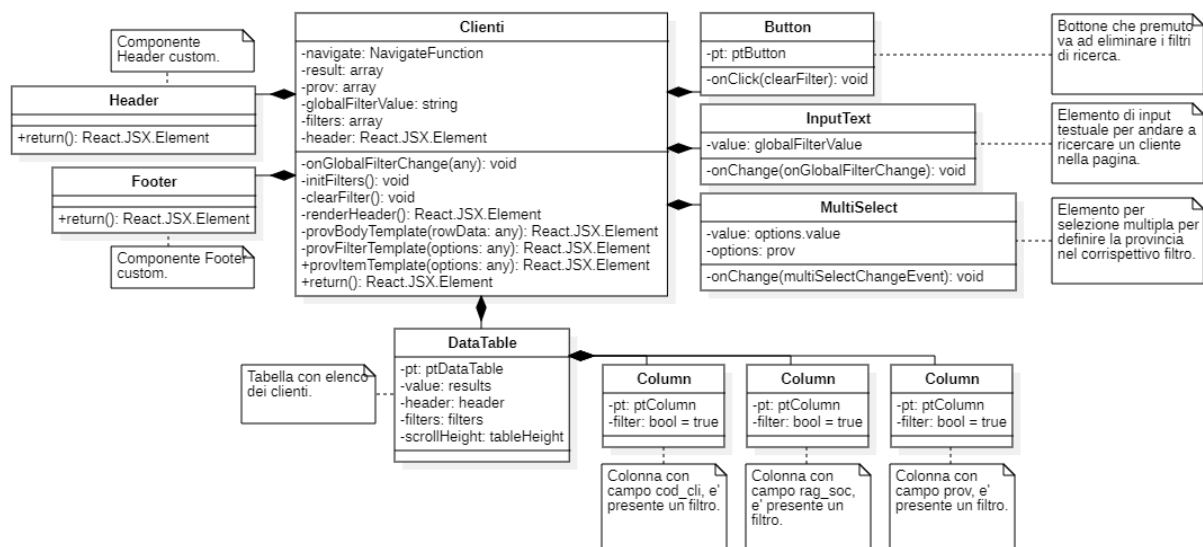 Componente
Header custom.
Header
+return(): React.JSX.Element
Footer
+return(): React.JSX.Element
Componente Footer
custom.
Clienti
-navigate: NavigateFunction
-result: array
-prov: array
-globalFilterValue: string
-filters: array
-header: React.JSX.Element
-onGlobalFilterChange(any): void
-initFilters(): void
-clearFilter(): void
-renderHeader(): React.JSX.Element
-provBodyTemplate(rowData: any): React.JSX.Element
-provFilterTemplate(options: any): React.JSX.Element
+provItemTemplate(options: any): React.JSX.Element
+return(): React.JSX.Element
Button
-pt: ptButton
-onClick(clearFilter): void
Bottone che premuto
va ad eliminare i filtri
di ricerca.
InputText
-value: globalFilterValue
-onChange(onGlobalFilterChange): void
Elemento di input
testuale per andare a
ricercare un cliente
nella pagina.
MultiSelect
-value: options.value
-options: prov
-onChange(multiSelectChangeEvent): void
Elemento per
selezione multipla per
definire la provincia
nel corrispettivo filtro.
Tabella con elenco
dei clienti.
DataTable
-pt: ptDataTable
-value: results
-header: header
-filters: filters
-scrollHeight: tableHeight
Column
-pt: ptColumn
-filter: bool = true
Colonna con
campo cod_cli, e'
presente un filtro.
Column
-pt: ptColumn
-filter: bool = true
Colonna con
campo rag_soc,
e' presente un
filtro.
Column
-pt: ptColumn
-filter: bool = true
Colonna con
campo prov, e'
presente un filtro.